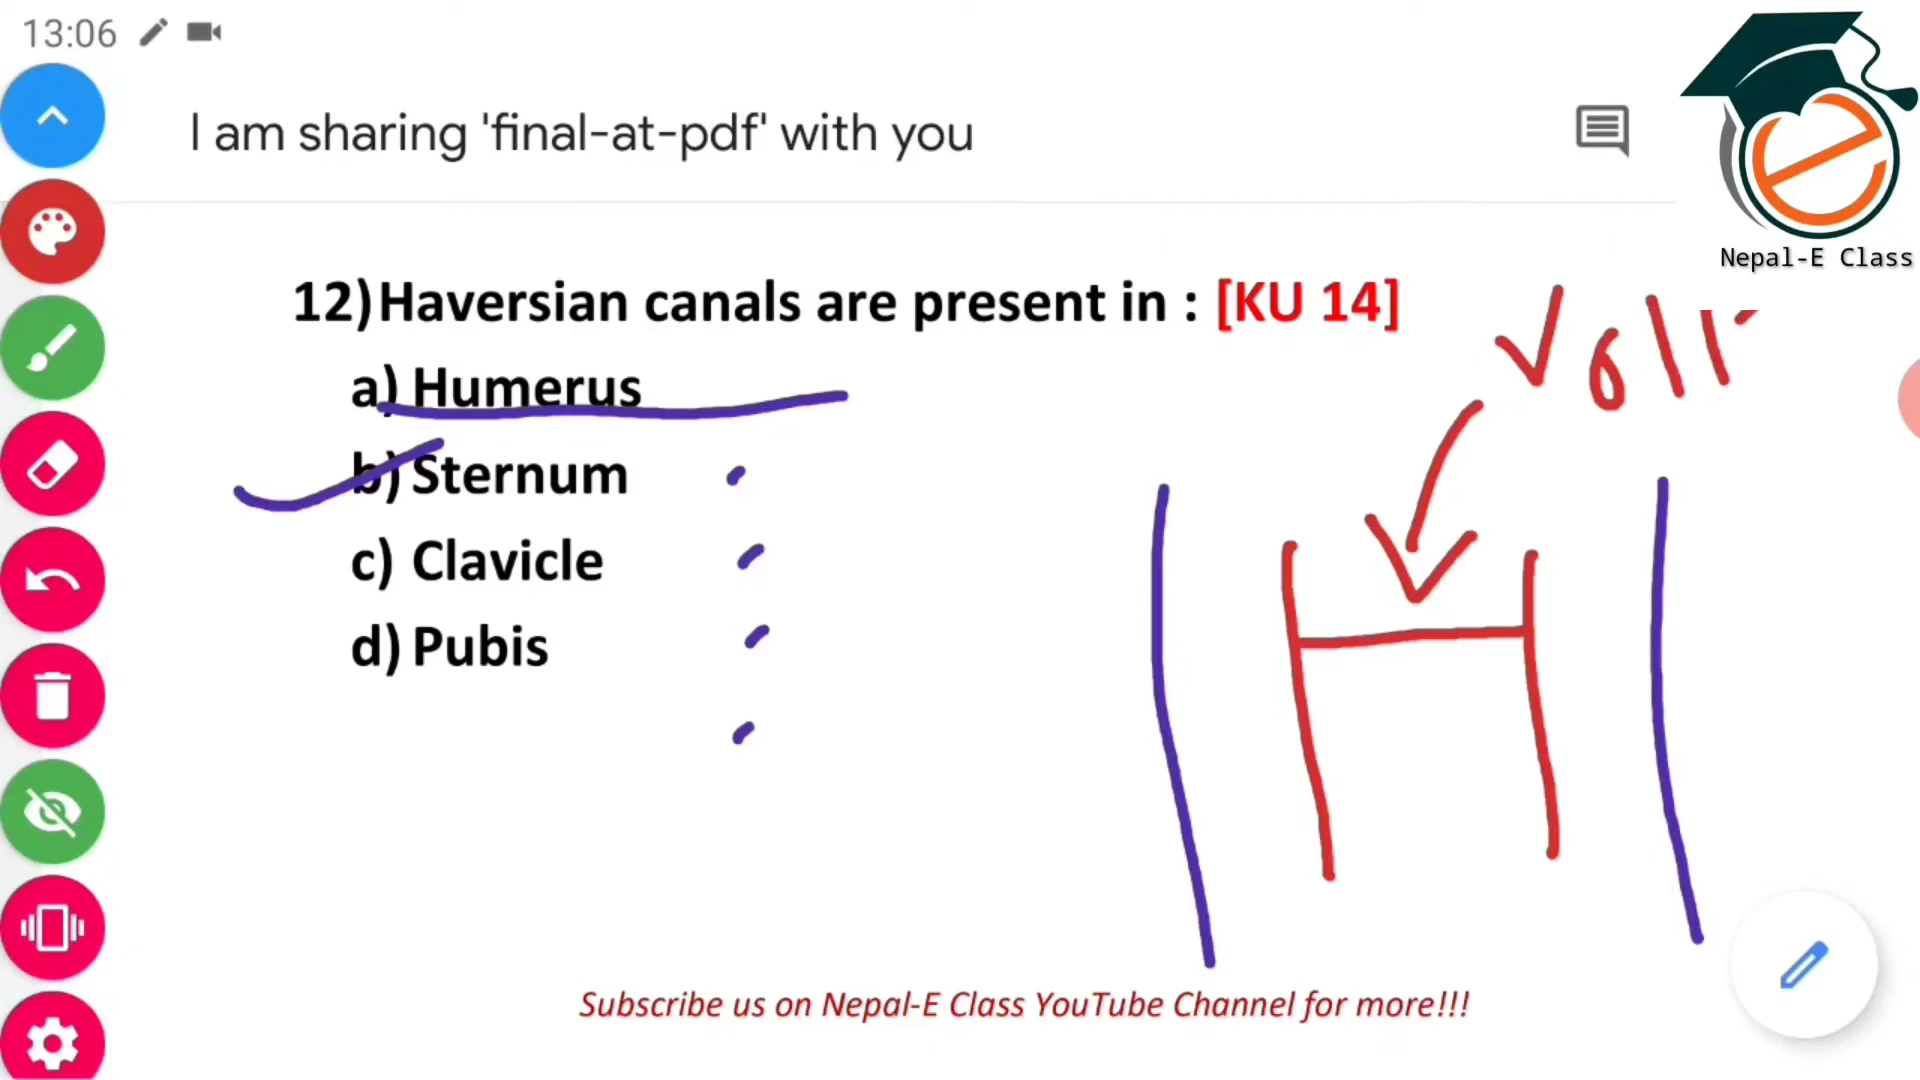 13:06
I am sharing 'final-at-pdf' with you
Nepal-E Class
12) Haversian canals are present in : [KU 14]
a) Humerus
b) Sternum
c) Clavicle
d) Pubis
Subscribe us on Nepal-E Class YouTube Channel for more!!!